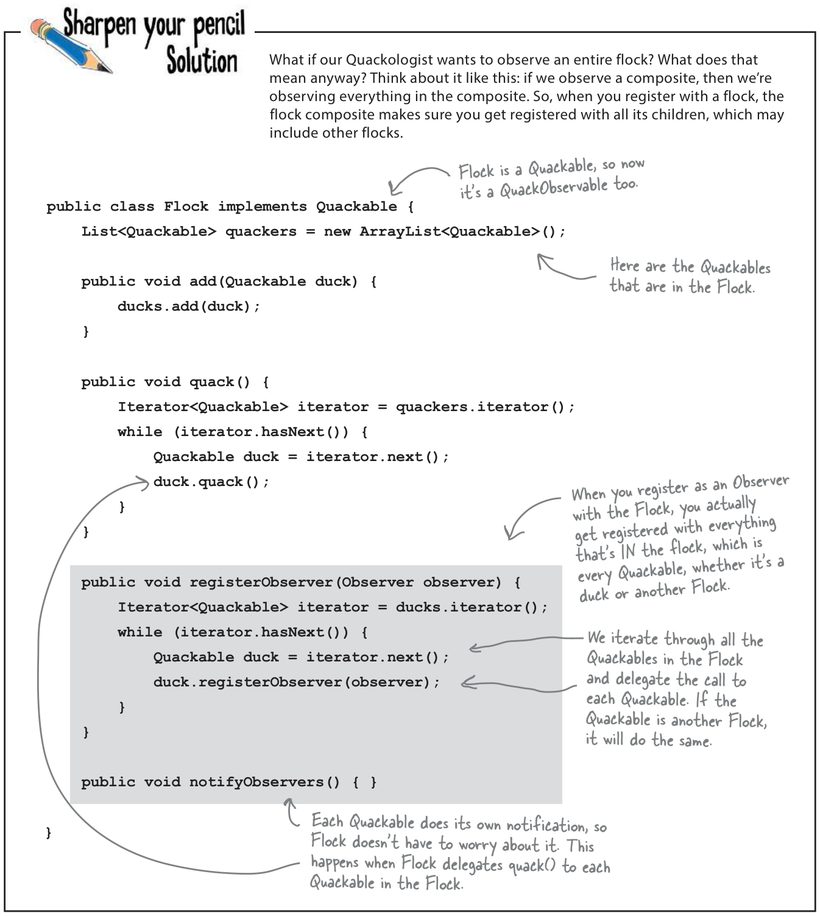 Sharpen your pencil
Solution
What if our Quackologist wants to observe an entire flock? What does that
mean anyway? Think about it like this: if we observe a composite, then we're
observing everything in the composite. So, when you register with a flock, the
flock composite makes sure you get registered with all its children, which may
include other flocks.
Flock is a Quackable, so now
it's a QuackObservable too.
public class Flock implements Quackable {
List<Quackable> quackers = new ArrayList<Quackable>();
Here are the Quackables
that are in the Flock.
public void add(Quackable duck) {
ducks.add(duck);
}
public void quack() {
Iterator<Quackable> iterator = quackers.iterator();
while (iterator.hasNext()) {
Quackable duck = iterator.next();
duck.quack();
}
}
When you register as an Observer
with the Flock, you actually
get registered with everything
that's IN the flock, which is
every Quackable, whether it's a
duck or another Flock.
public void registerObserver(Observer observer) {
Iterator<Quackable> iterator = ducks.iterator();
while (iterator.hasNext()) {
Quackable duck = iterator.next();
duck.registerObserver(observer);
}
}
We iterate through all the
Quackables in the Flock
and delegate the call to
each Quackable. If the
Quackable is another Flock,
it will do the same.
public void notifyObservers() { }
Each Quackable does its own notification, so
Flock doesn't have to worry about it. This
happens when Flock delegates quack() to each
Quackable in the Flock.
}